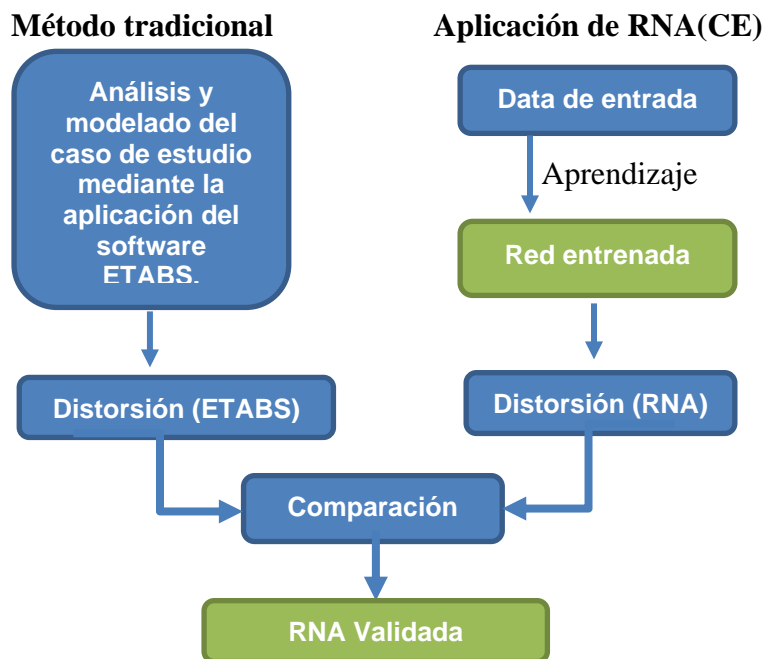 Método tradicional
Aplicación de RNA(CE)
Análisis y
modelado del
caso de estudio
mediante la
aplicación del
software
ETABS.
Data de entrada
Aprendizaje
Red entrenada
Distorsión (ETABS)
Distorsión (RNA)
Comparación
RNA Validada